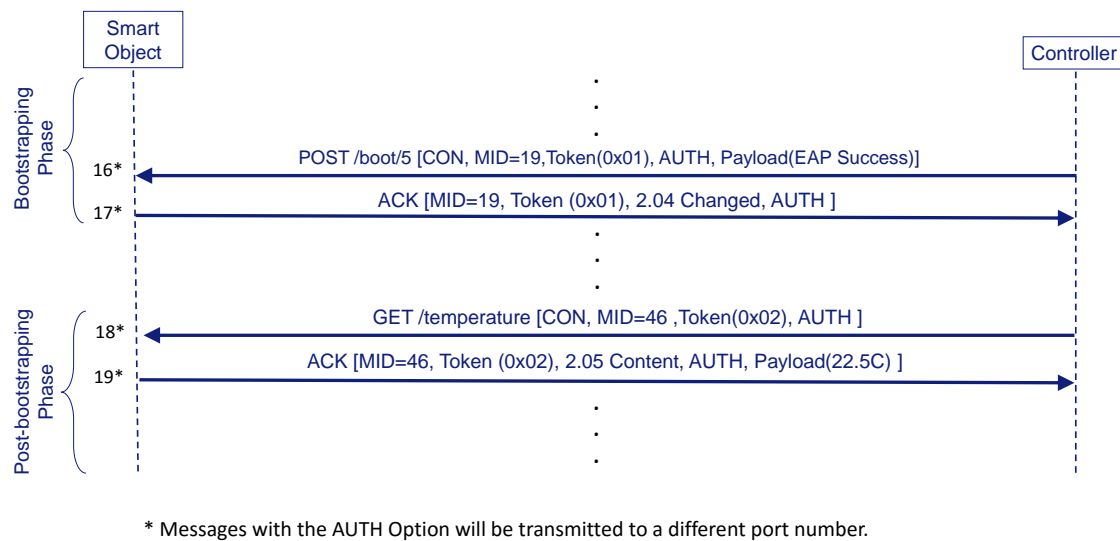 Smart
Object
Controller
Bootstrapping
Phase
POST /boot/5 [CON, MID=19,Token(0x01), AUTH, Payload(EAP Success)]
16*
ACK [MID=19, Token (0x01), 2.04 Changed, AUTH ]
17*
Post-bootstrapping
Phase
GET /temperature [CON, MID=46 ,Token(0x02), AUTH ]
18*
ACK [MID=46, Token (0x02), 2.05 Content, AUTH, Payload(22.5C) ]
19*
* Messages with the AUTH Option will be transmitted to a different port number.